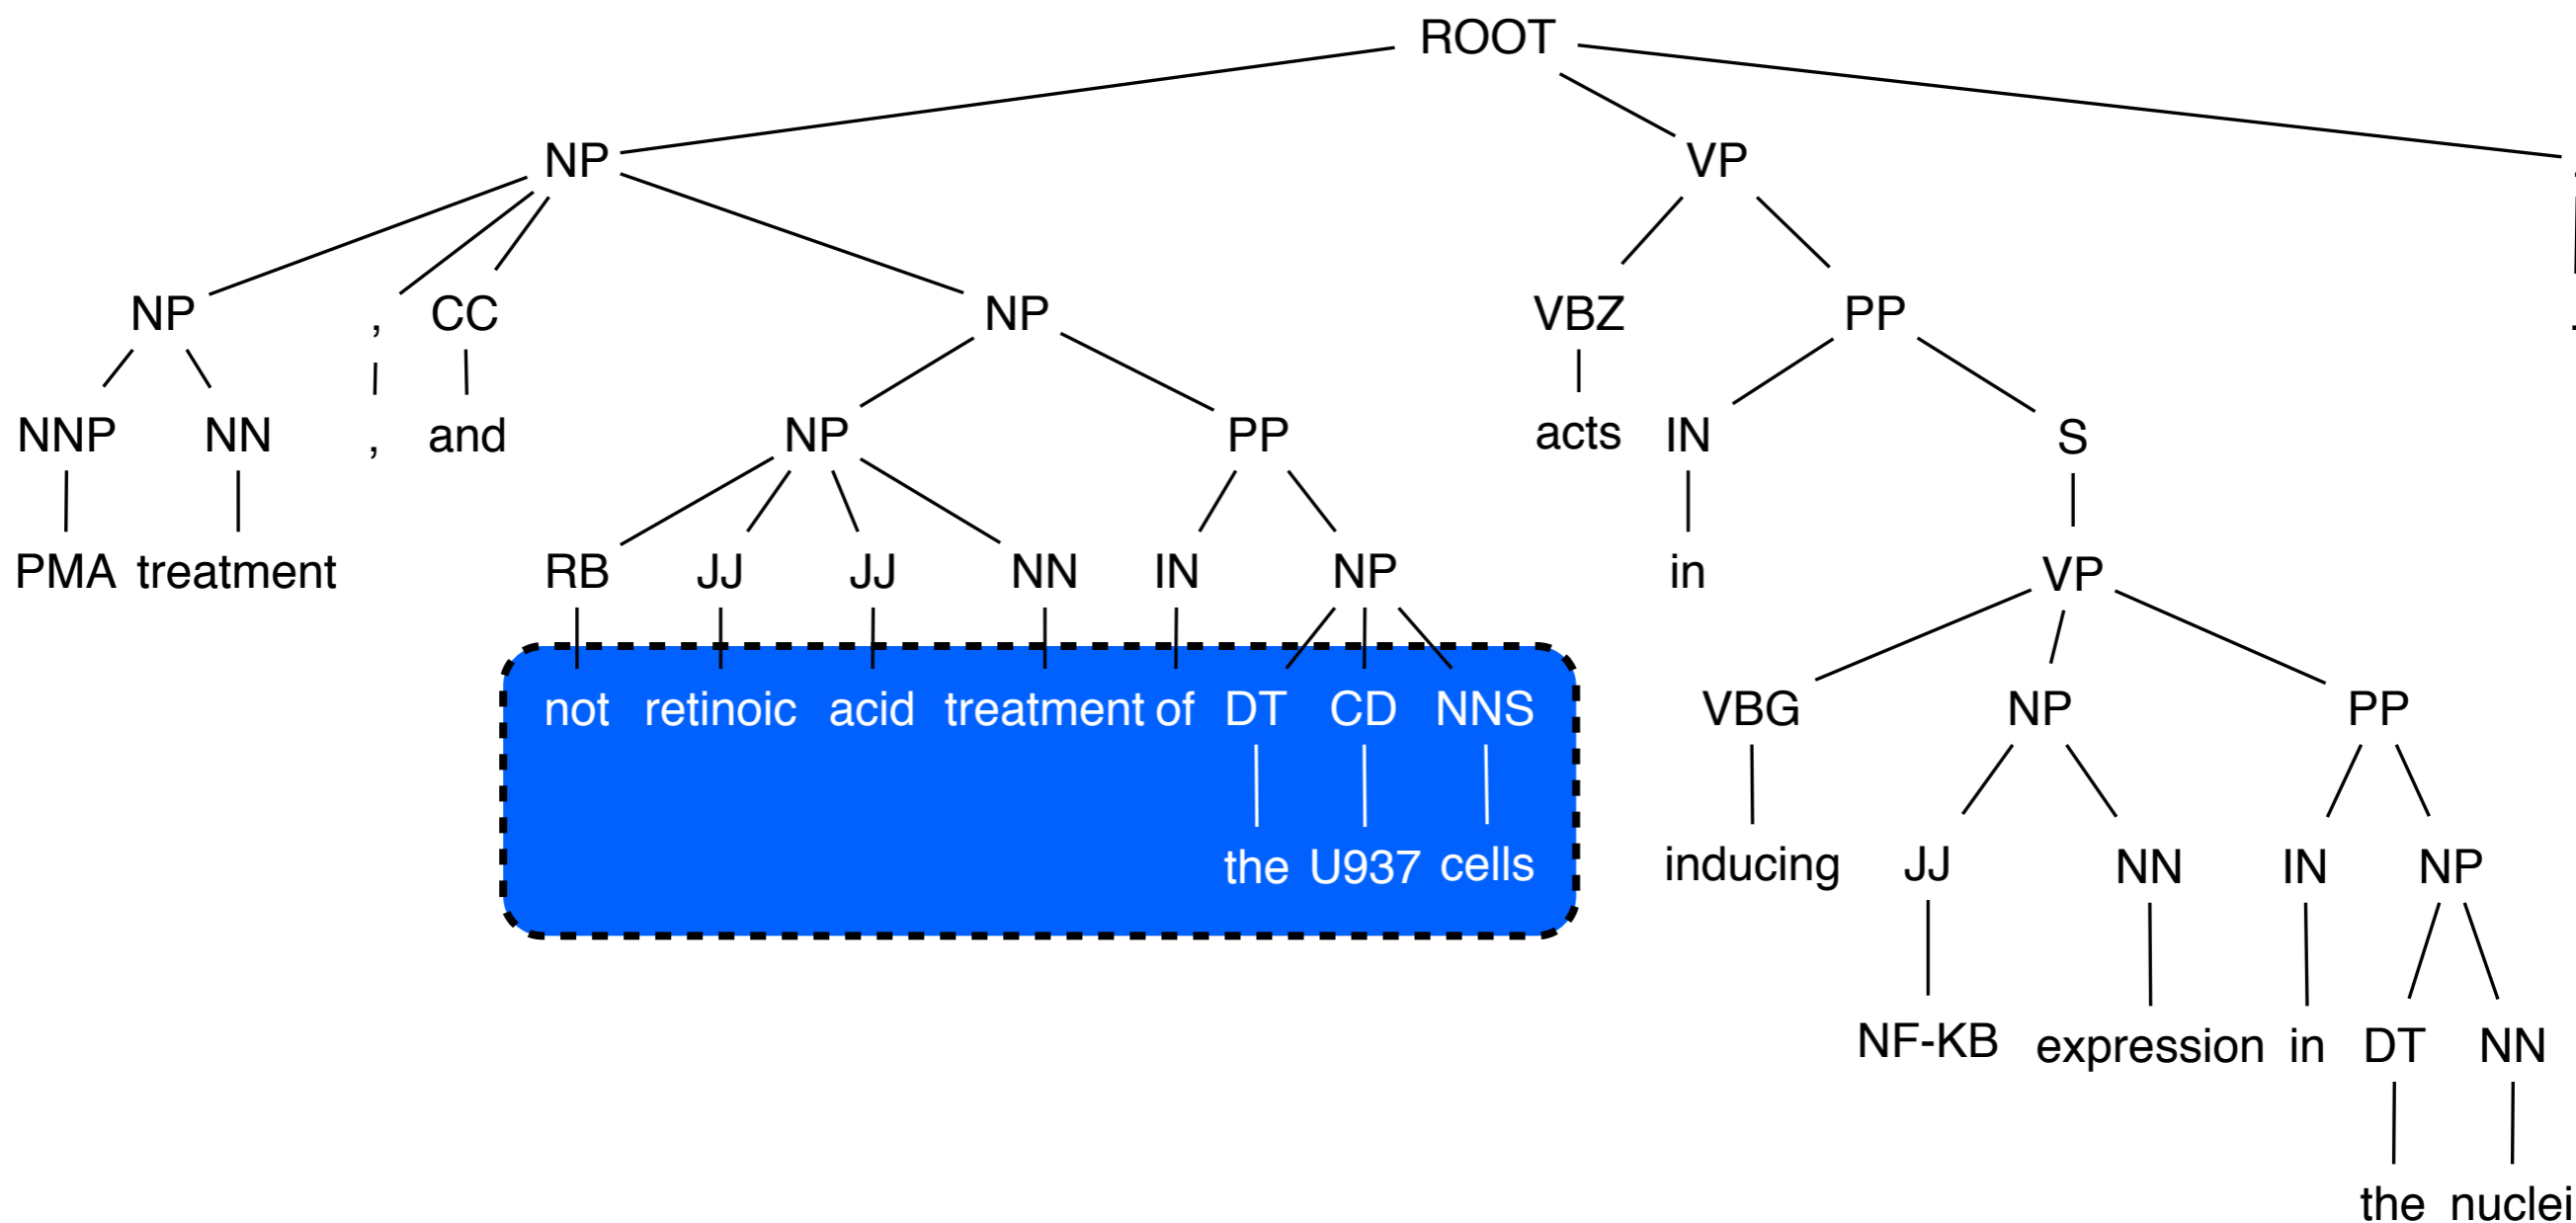 ROOT
NP VP
NP , CC NP VBZ PP .
NNP NN , and NP PP acts IN S
PMA treatment RB JJ JJ NN IN NP in VP
not retinoic acid treatment of DT CD NNS VBG NP PP
the U937 cells inducing JJ NN IN NP
NF-KB expression in DT NN
the nuclei